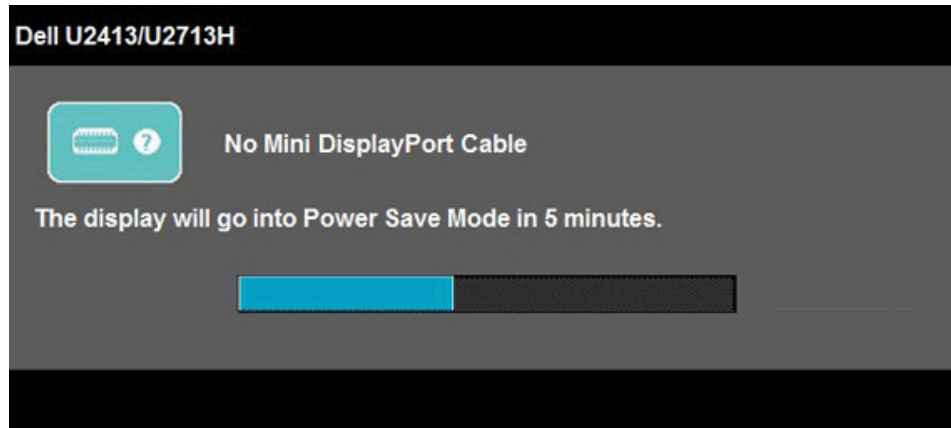 Dell U2413/U2713H
?
No Mini DisplayPort Cable
The display will go into Power Save Mode in 5 minutes.